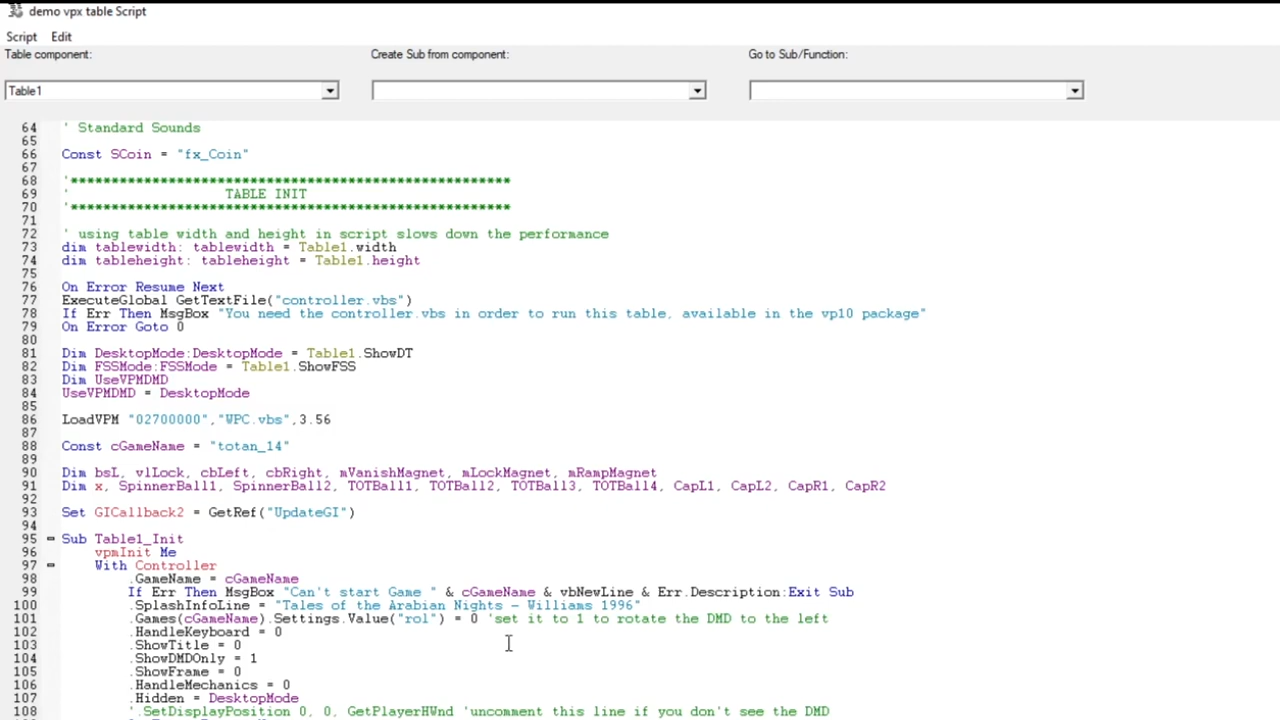 demo vpx table Script
Script Edit
Table component: Create Sub from component: Go to Sub/Function:
Table1
64 ' Standard Sounds
65
66 Const SCoin = "fx_Coin"
67
68 '******************************************************
69 ' TABLE INIT
70 '******************************************************
71
72 ' using table width and height in script slows down the performance
73 dim tablewidth: tablewidth = Table1.width
74 dim tableheight: tableheight = Table1.height
75
76 On Error Resume Next
77 ExecuteGlobal GetTextFile("controller.vbs")
78 If Err Then MsgBox "You need the controller.vbs in order to run this table, available in the vp10 package"
79 On Error Goto 0
80
81 Dim DesktopMode:DesktopMode = Table1.ShowDT
82 Dim FSSMode:FSSMode = Table1.ShowFSS
83 Dim UseVPMDMD
84 UseVPMDMD = DesktopMode
85
86 LoadVPM "02700000","WPC.vbs",3.56
87
88 Const cGameName = "totan_14"
89
90 Dim bsL, vlLock, cbLeft, cbRight, mVanishMagnet, mLockMagnet, mRampMagnet
91 Dim x, SpinnerBall1, SpinnerBall2, TOTBall1, TOTBall2, TOTBall3, TOTBall4, CapL1, CapL2, CapR1, CapR2
92
93 Set GICallback2 = GetRef("UpdateGI")
94
95 Sub Table1_Init
96 vpmInit Me
97 With Controller
98 .GameName = cGameName
99 If Err Then MsgBox "Can't start Game " & cGameName & vbNewLine & Err.Description:Exit Sub
100 .SplashInfoLine = "Tales of the Arabian Nights - Williams 1996"
101 .Games(cGameName).Settings.Value("rol") = 0 'set it to 1 to rotate the DMD to the left
102 .HandleKeyboard = 0
103 .ShowTitle = 0
104 .ShowDMDOnly = 1
105 .ShowFrame = 0
106 .HandleMechanics = 0
107 .Hidden = DesktopMode
108 '.SetDisplayPosition 0, 0, GetPlayerHWnd 'uncomment this line if you don't see the DMD